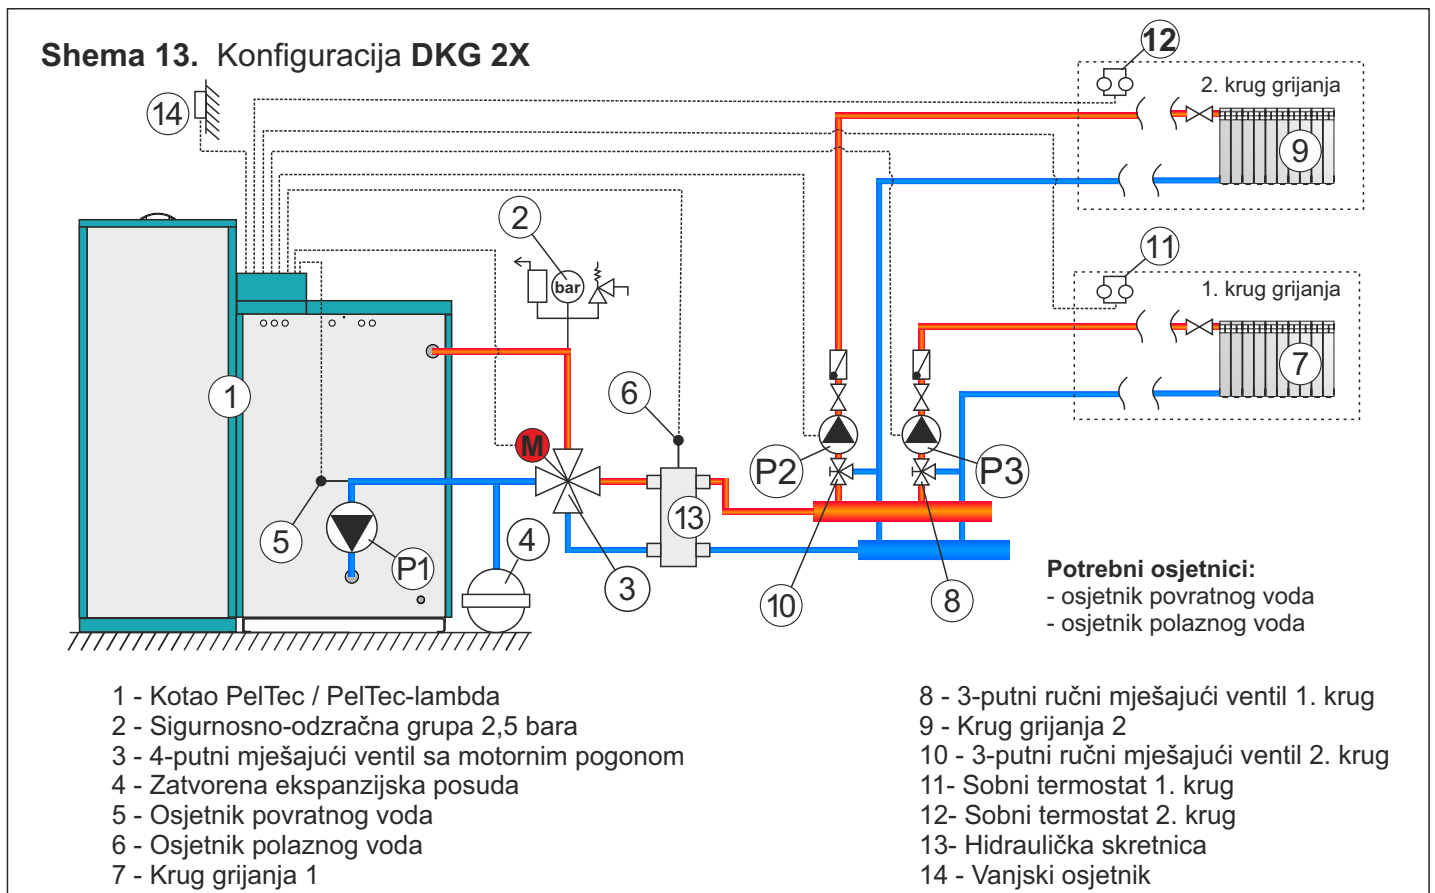 Shema 13. Konfiguracija DKG 2X
12
14
2. krug grijanja
9
2
bar
11
1. krug grijanja
7
1
6
M
P2
P3
5
P1
4
13
3
10
8
Potrebni osjetnici:
- osjetnik povratnog voda
- osjetnik polaznog voda
1 - Kotao PelTec / PelTec-lambda
2 - Sigurnosno-odzračna grupa 2,5 bara
3 - 4-putni mješajući ventil sa motornim pogonom
4 - Zatvorena ekspanzijska posuda
5 - Osjetnik povratnog voda
6 - Osjetnik polaznog voda
7 - Krug grijanja 1
8 - 3-putni ručni mješajući ventil 1. krug
9 - Krug grijanja 2
10 - 3-putni ručni mješajući ventil 2. krug
11- Sobni termostat 1. krug
12- Sobni termostat 2. krug
13- Hidraulička skretnica
14 - Vanjski osjetnik